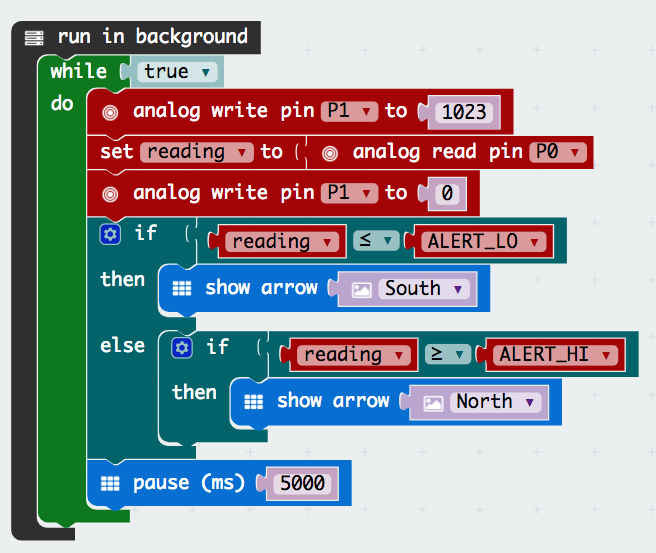 run in background
while true ▼
do
analog write pin P1 ▼ to 1023
set reading ▼ to analog read pin P0 ▼
analog write pin P1 ▼ to 0
if reading ▼ ≤ ▼ ALERT_LO ▼
then show arrow South ▼
else if reading ▼ ≥ ▼ ALERT_HI ▼
then show arrow North ▼
pause (ms) 5000